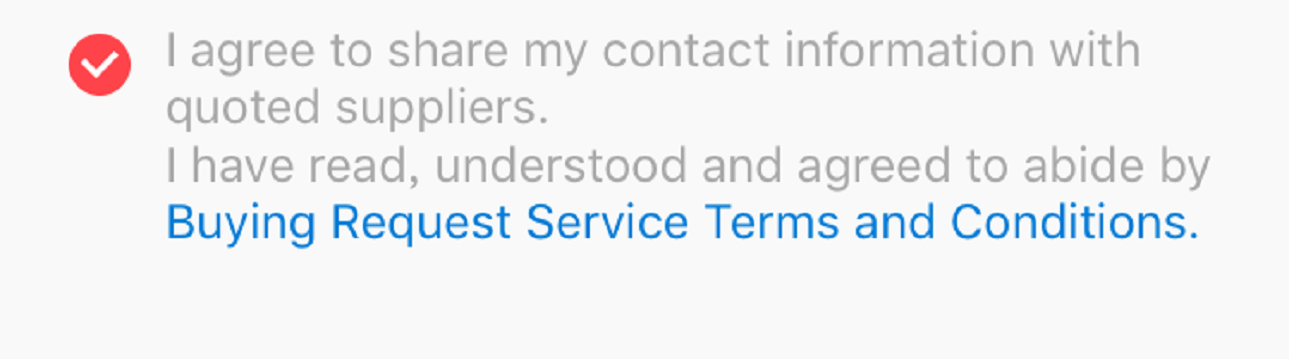 I agree to share my contact information with
quoted suppliers.
I have read, understood and agreed to abide by
Buying Request Service Terms and Conditions.